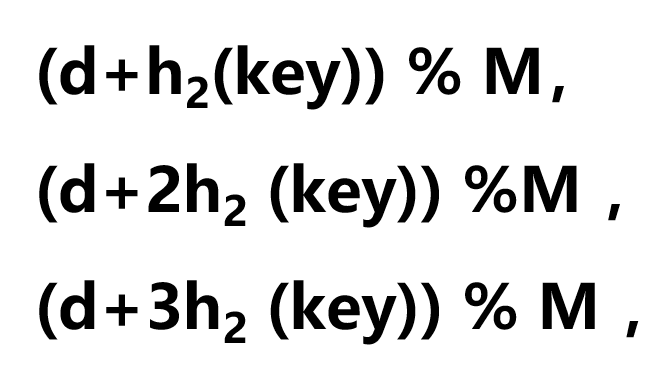 (d+h₂(key)) % M,
(d+2h₂ (key)) %M ,
(d+3h₂ (key)) % M ,